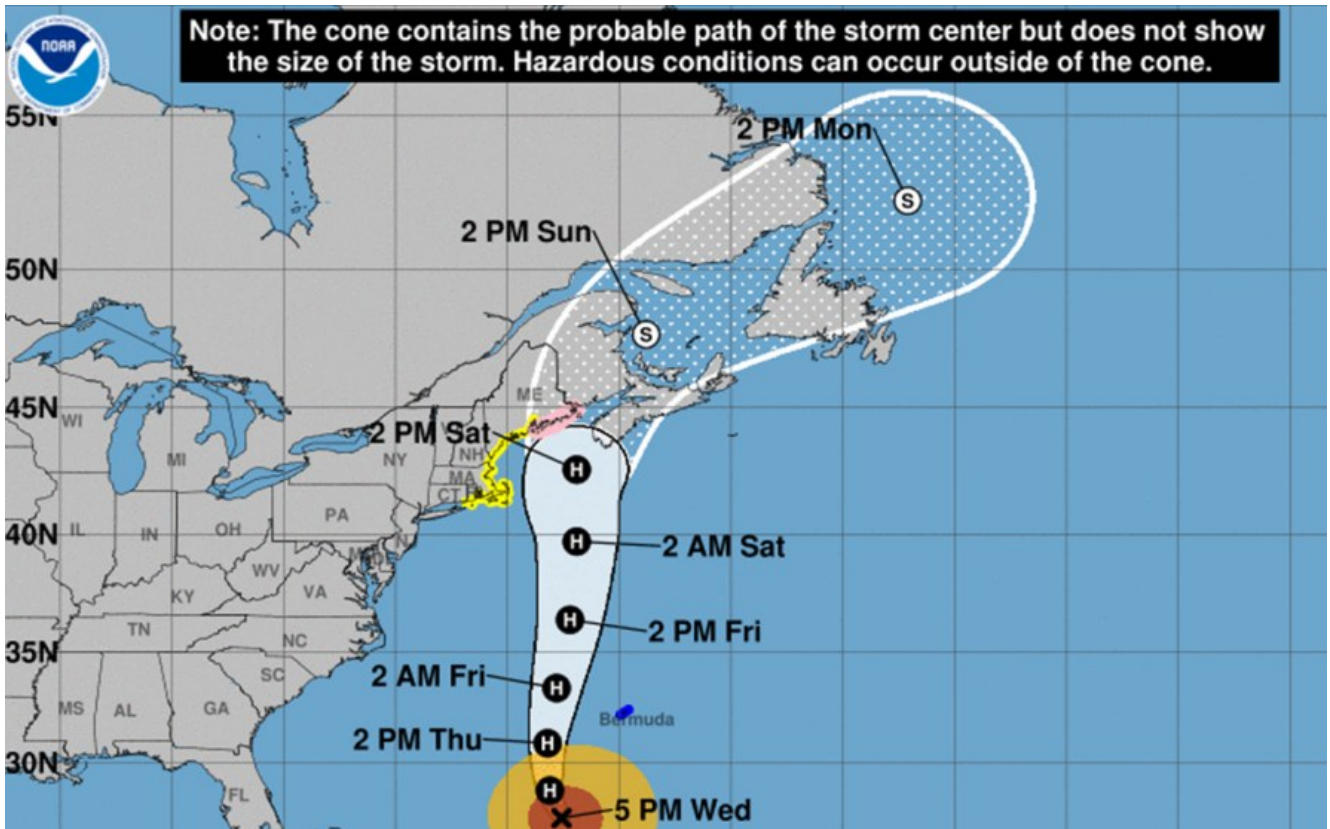 Note: The cone contains the probable path of the storm center but does not show
the size of the storm. Hazardous conditions can occur outside of the cone.
NOAA
55N
2 PM Mon
S
2 PM Sun
50N
S
ME
45N
WI
2 PM Sat
NH
MI
NY
MA
H
CT
PA
IL
IN
OH
40N
H
2 AM Sat
N
WV
VA
KY
H
2 PM Fri
TN
NC
35N
SC
2 AM Fri
H
MS
AL
GA
Bermuda
2 PM Thu
H
30N
FL
H
5 PM Wed